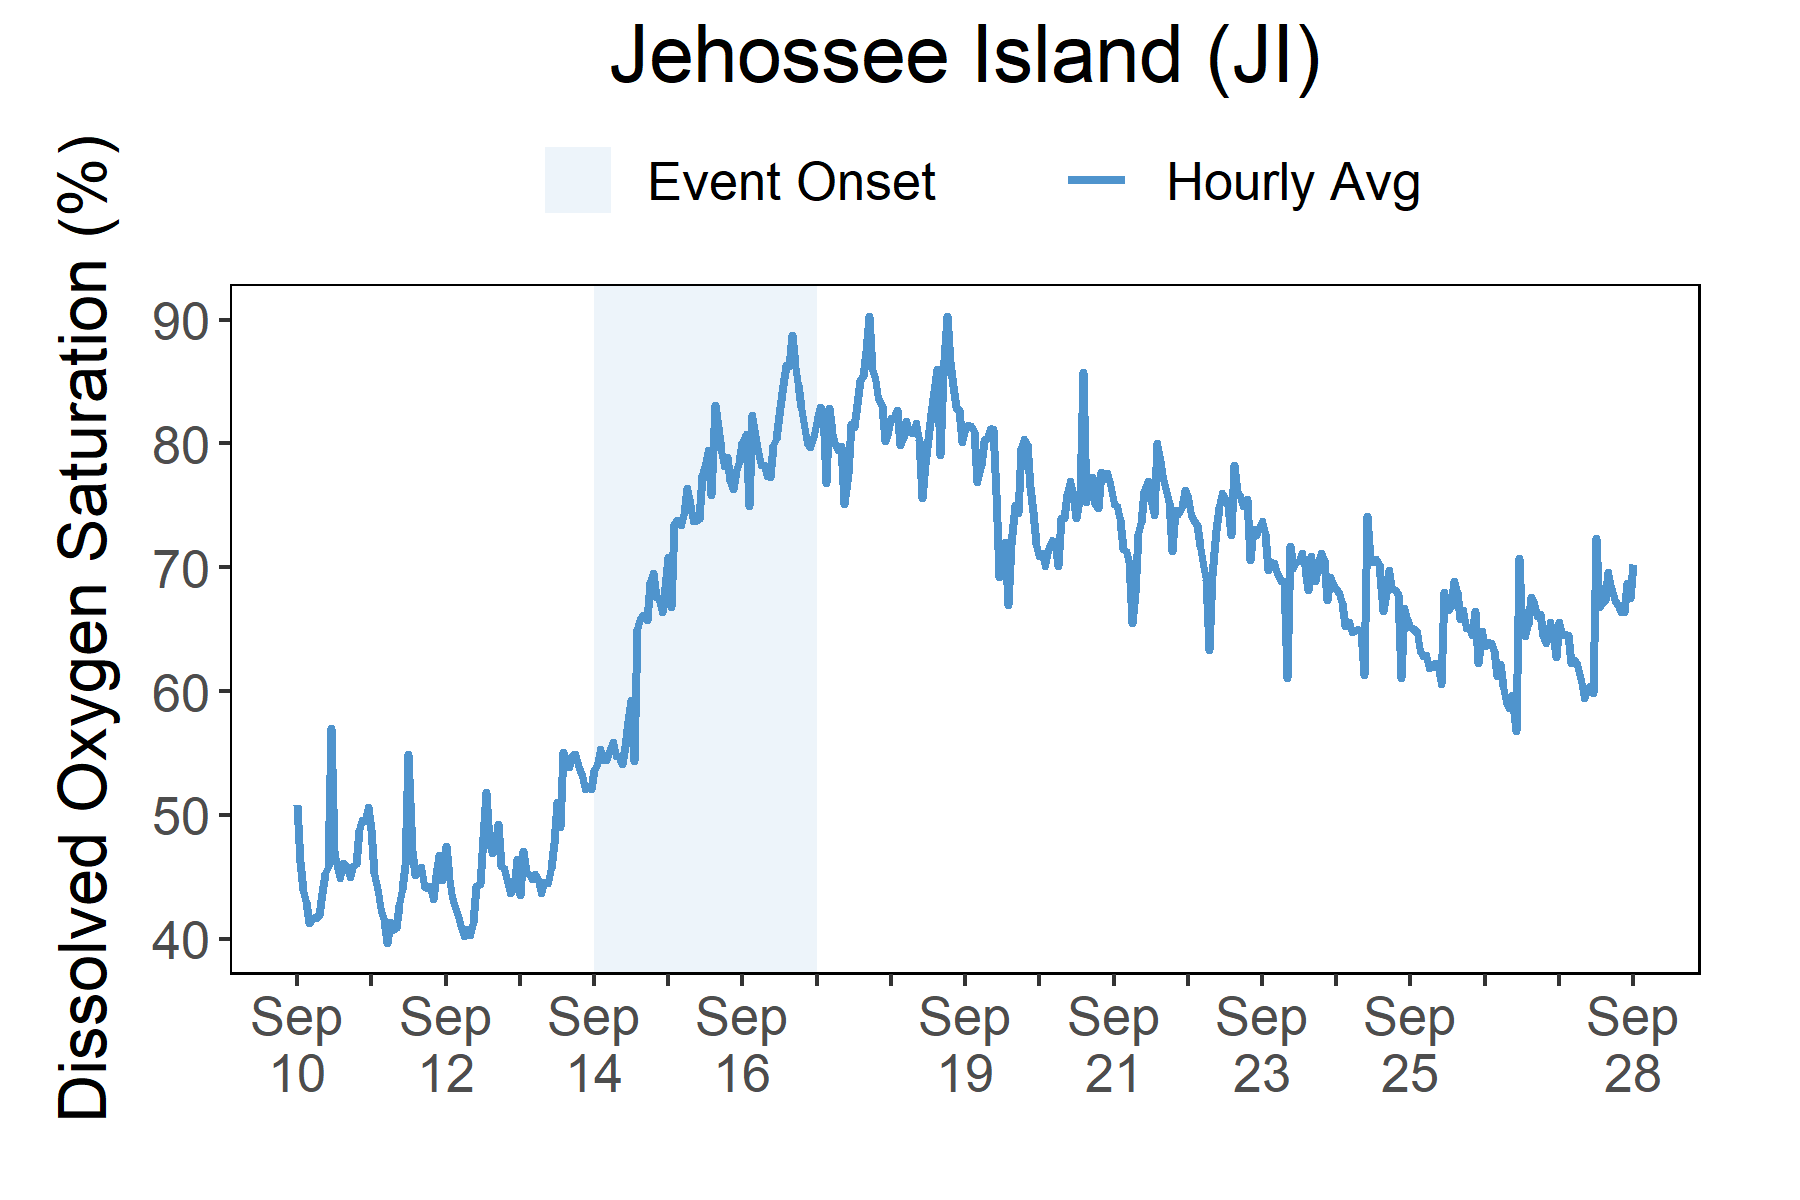 Jehossee Island (JI)
Event Onset
Hourly Avg
Dissolved Oxygen Saturation (%)
90
80
70
60
50
40
Sep Sep Sep Sep Sep Sep Sep Sep Sep
10 12 14 16 19 21 23 25 28